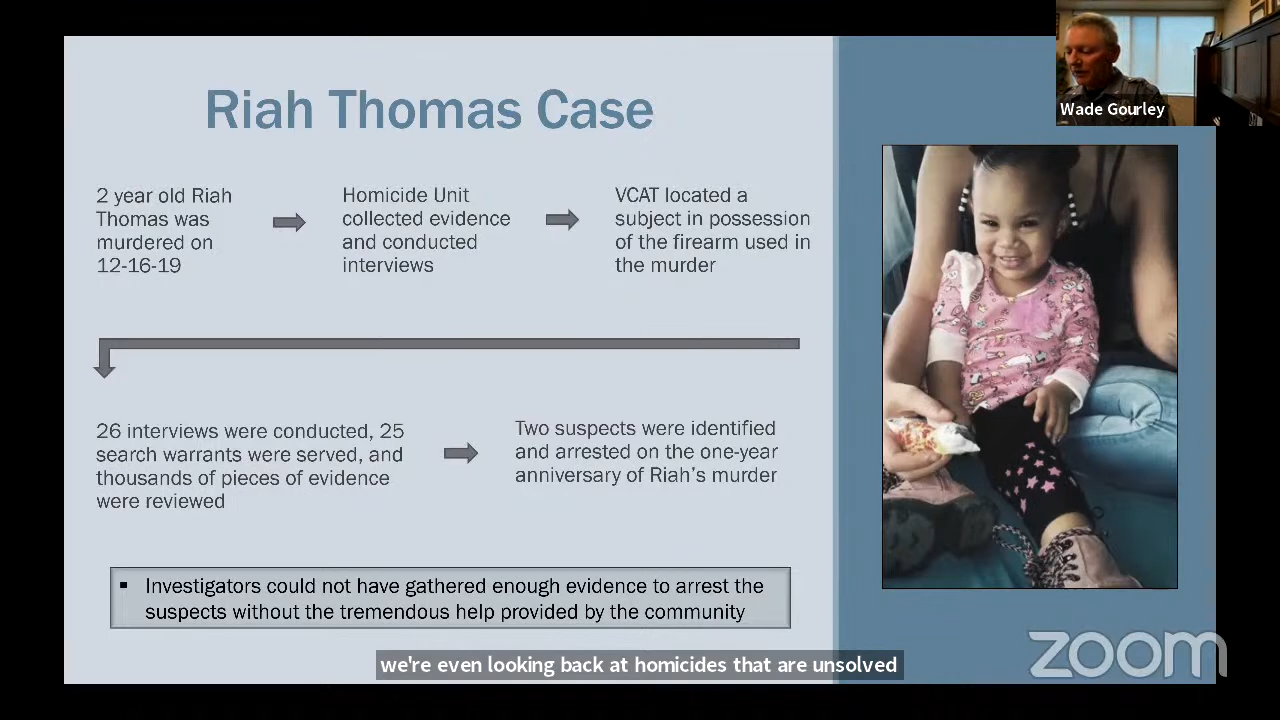 Riah Thomas Case
Wade Gourley
2 year old Riah
Thomas was
murdered on
12-16-19
Homicide Unit
collected evidence
and conducted
interviews
VCAT located a
subject in possession
of the firearm used in
the murder
26 interviews were conducted, 25
search warrants were served, and
thousands of pieces of evidence
were reviewed
Two suspects were identified
and arrested on the one-year
anniversary of Riah's murder
▪ Investigators could not have gathered enough evidence to arrest the
suspects without the tremendous help provided by the community
we're even looking back at homicides that are unsolved
zoom